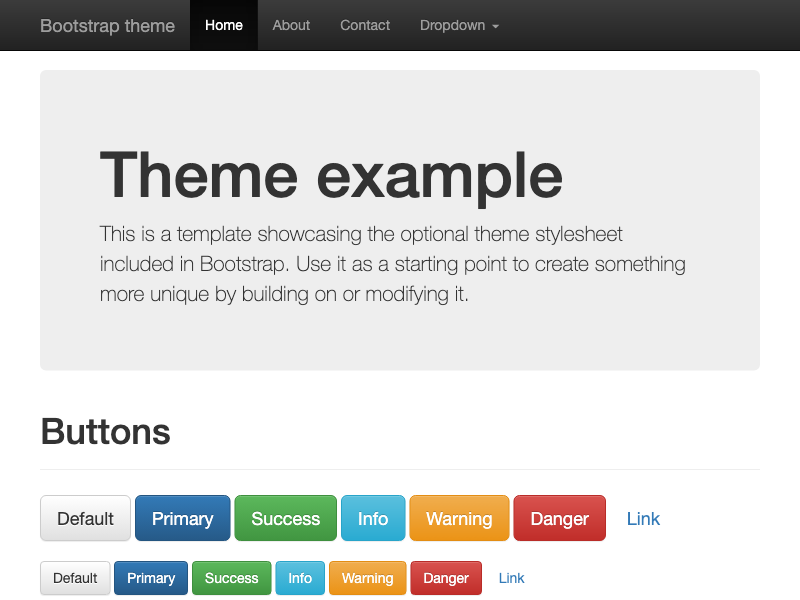 Bootstrap theme Home About Contact Dropdown
Theme example
This is a template showcasing the optional theme stylesheet
included in Bootstrap. Use it as a starting point to create something
more unique by building on or modifying it.
Buttons
Default Primary Success Info Warning Danger Link
Default Primary Success Info Warning Danger Link